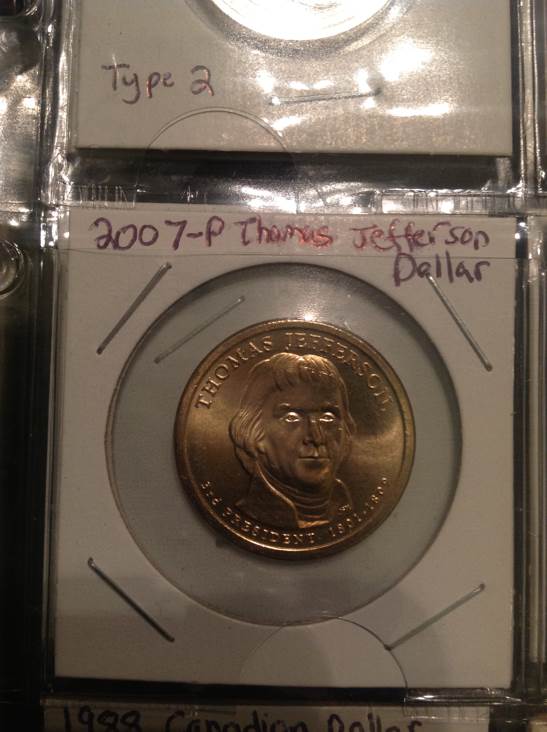 Type 2
2007-P Thomas Jefferson
Dollar
THOMAS JEFFERSON
3rd PRESIDENT 1801-1809
1988 Canadian Dollar